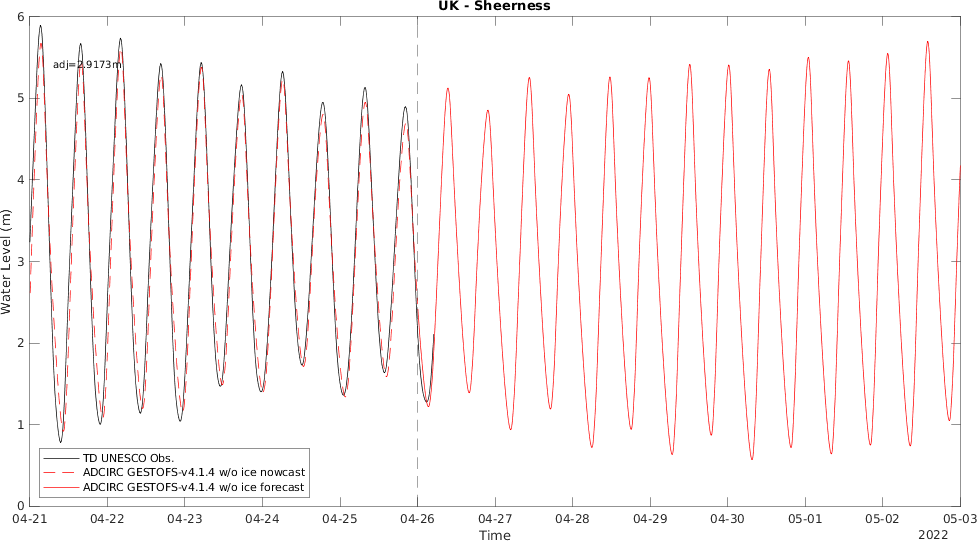 UK - Sheerness
6
adj=2.9173m
5
4
3
2
1
0
Water Level (m)
TD UNESCO Obs.
ADCIRC GESTOFS-v4.1.4 w/o ice nowcast
ADCIRC GESTOFS-v4.1.4 w/o ice forecast
04-21 04-22 04-23 04-24 04-25 04-26 04-27 04-28 04-29 04-30 05-01 05-02 05-03
Time
2022